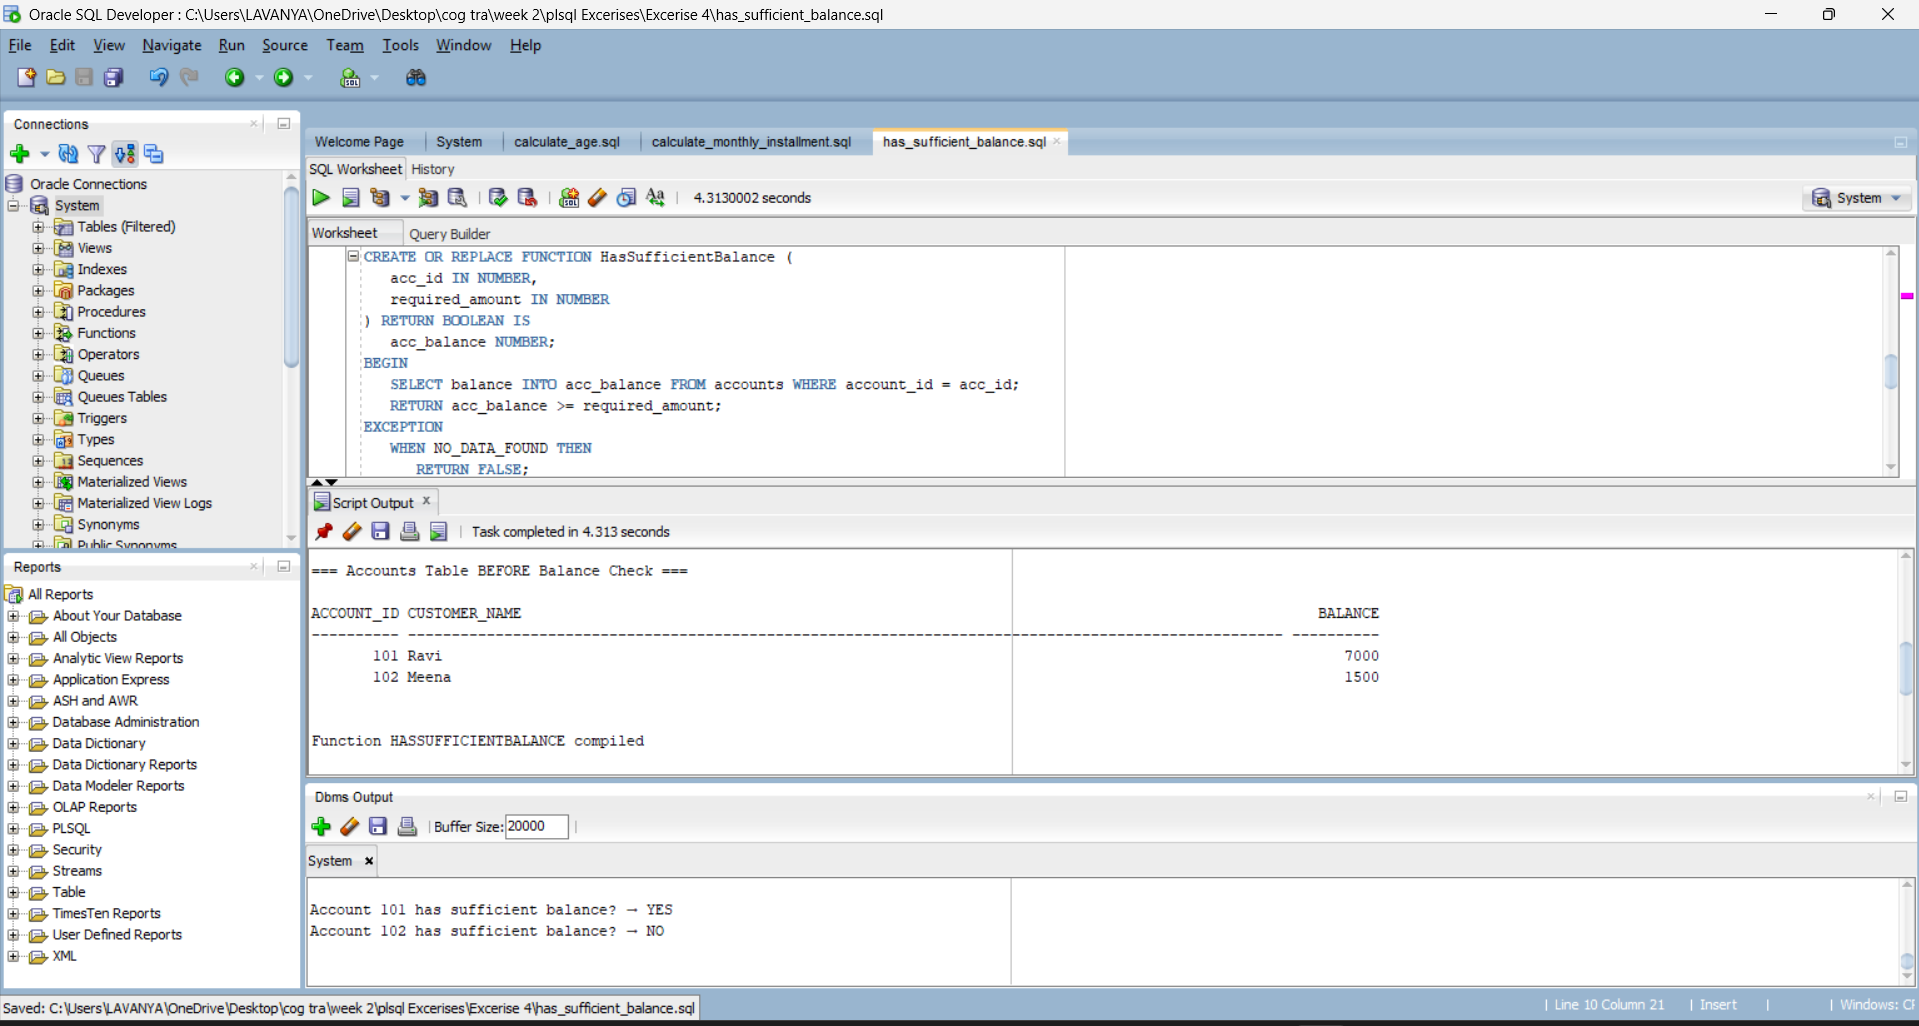 Oracle SQL Developer : C:\Users\LAVANYA\OneDrive\Desktop\cog tra\week 2\plsql Excerises\Excerise 4\has_sufficient_balance.sql
File Edit View Navigate Run Source Team Tools Window Help
Connections
Oracle Connections
System
Tables (Filtered)
Views
Indexes
Packages
Procedures
Functions
Operators
Queues
Queues Tables
Triggers
Types
Sequences
Materialized Views
Materialized View Logs
Synonyms
Public Synonyms
Reports
All Reports
About Your Database
All Objects
Analytic View Reports
Application Express
ASH and AWR
Database Administration
Data Dictionary
Data Dictionary Reports
Data Modeler Reports
OLAP Reports
PLSQL
Security
Streams
Table
TimesTen Reports
User Defined Reports
XML
Welcome Page System calculate_age.sql calculate_monthly_installment.sql has_sufficient_balance.sql
SQL Worksheet History
4.3130002 seconds
System
Worksheet Query Builder
CREATE OR REPLACE FUNCTION HasSufficientBalance (
acc_id IN NUMBER,
required_amount IN NUMBER
) RETURN BOOLEAN IS
acc_balance NUMBER;
BEGIN
SELECT balance INTO acc_balance FROM accounts WHERE account_id = acc_id;
RETURN acc_balance >= required_amount;
EXCEPTION
WHEN NO_DATA_FOUND THEN
RETURN FALSE;
Script Output
Task completed in 4.313 seconds
=== Accounts Table BEFORE Balance Check ===
ACCOUNT_ID CUSTOMER_NAME BALANCE
101 Ravi 7000
102 Meena 1500
Function HASSUFFICIENTBALANCE compiled
Dbms Output
Buffer Size: 20000
System
Account 101 has sufficient balance? → YES
Account 102 has sufficient balance? → NO
Saved: C:\Users\LAVANYA\OneDrive\Desktop\cog tra\week 2\plsql Excerises\Excerise 4\has_sufficient_balance.sql
Line 10 Column 21 Insert Windows: